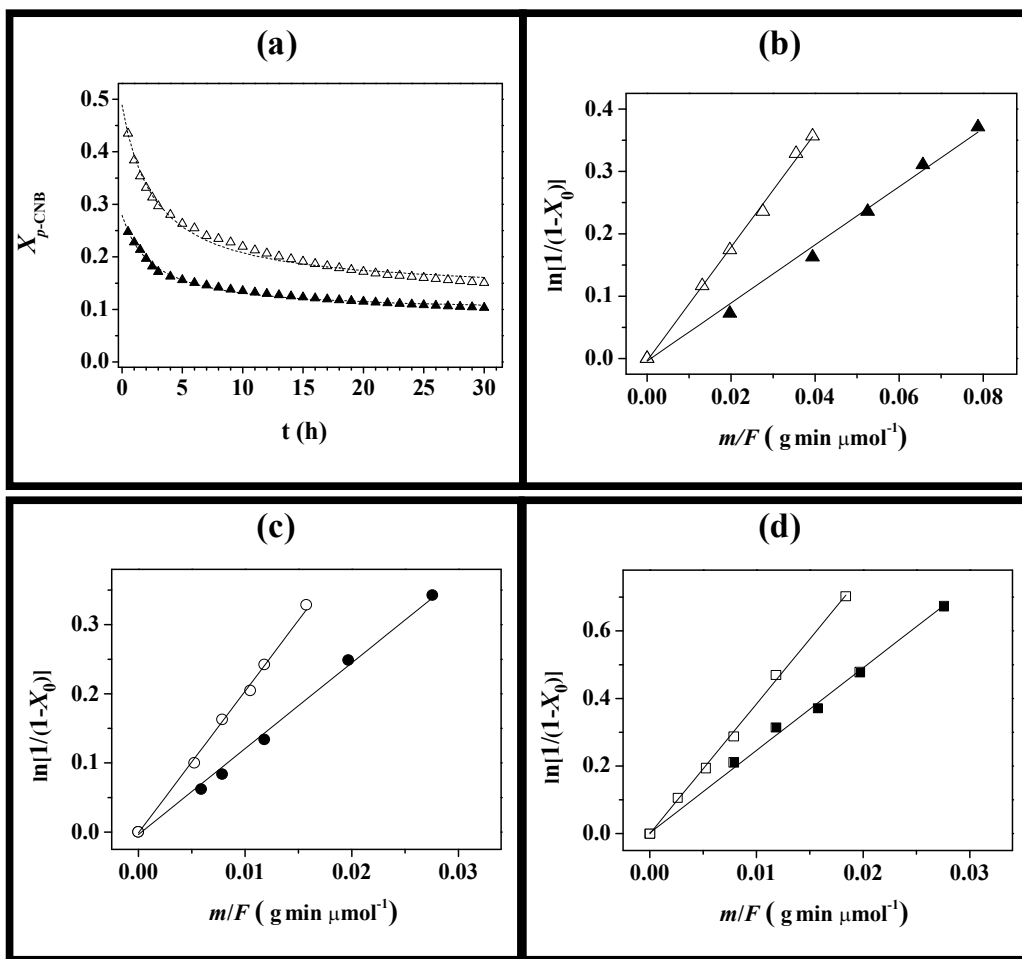 (a)
0.5
0.4
0.3
0.2
0.1
0.0
X_{p-CNB}
0 5 10 15 20 25 30
t (h)
(b)
0.4
0.3
0.2
0.1
0.0
ln[1/(1-X_0)]
0.00 0.02 0.04 0.06 0.08
m/F ( g min μmol^{-1})
(c)
0.3
0.2
0.1
0.0
ln[1/(1-X_0)]
0.00 0.01 0.02 0.03
m/F ( g min μmol^{-1})
(d)
0.6
0.4
0.2
0.0
ln[1/(1-X_0)]
0.00 0.01 0.02 0.03
m/F ( g min μmol^{-1})